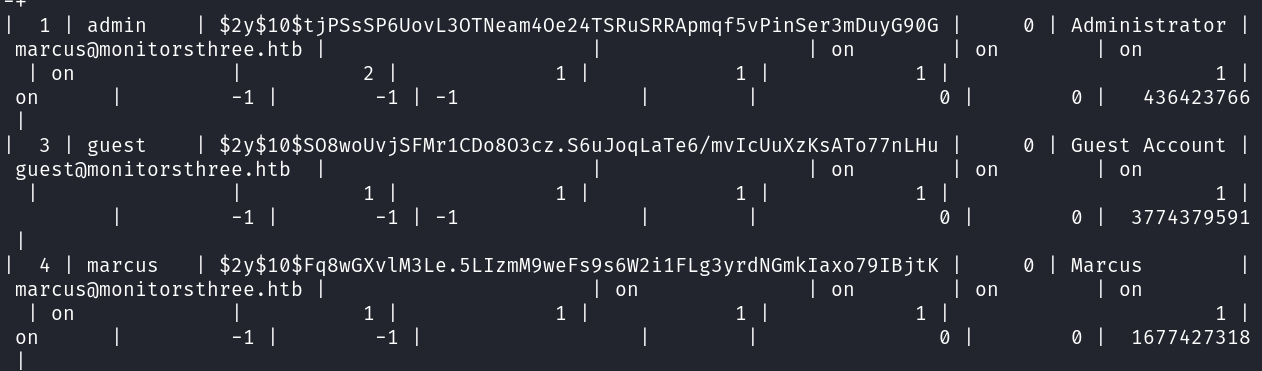 -+
| 1 | admin | $2y$10$tjPSsSP6UovL3OTNeam4Oe24TSRuSRRApmqf5vPinSer3mDuyG90G | 0 | Administrator |
marcus@monitorsthree.htb | | | on | on | on
| on | 2 | 1 | 1 | 1 | 1 |
on | -1 | -1 | -1 | | 0 | 0 | 436423766
|
| 3 | guest | $2y$10$SO8woUvjSFMr1CDo8O3cz.S6uJoqLaTe6/mvIcUuXzKsATo77nLHu | 0 | Guest Account |
guest@monitorsthree.htb | | | on | on | on
| | 1 | 1 | 1 | 1 | 1 |
| -1 | -1 | -1 | | 0 | 0 | 3774379591
|
| 4 | marcus | $2y$10$Fq8wGXvlM3Le.5LIzmM9weFs9s6W2i1FLg3yrdNGmkIaxo79IBjtK | 0 | Marcus |
marcus@monitorsthree.htb | | on | on | on | on
| on | 1 | 1 | 1 | 1 | 1 |
on | -1 | -1 | | | 0 | 0 | 1677427318
|